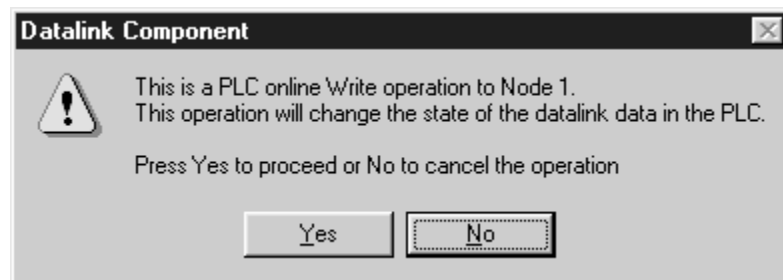 Datalink Component
This is a PLC online Write operation to Node 1.
This operation will change the state of the datalink data in the PLC.
Press Yes to proceed or No to cancel the operation
Yes No